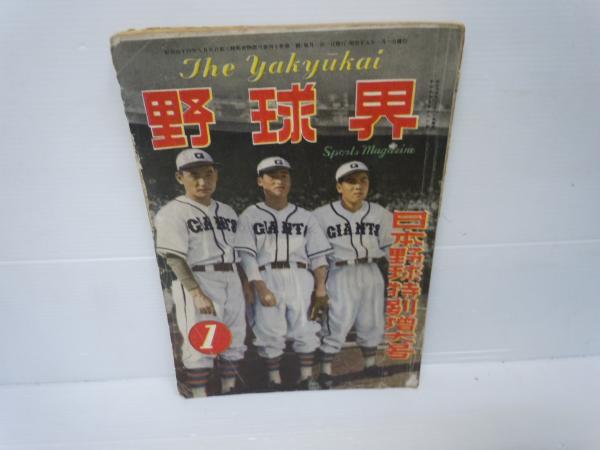 The Yakyūkai
野球界
Sports Magazine
G G G
GIANTS GIANTS GIANTS
日本野球特別増大号
1